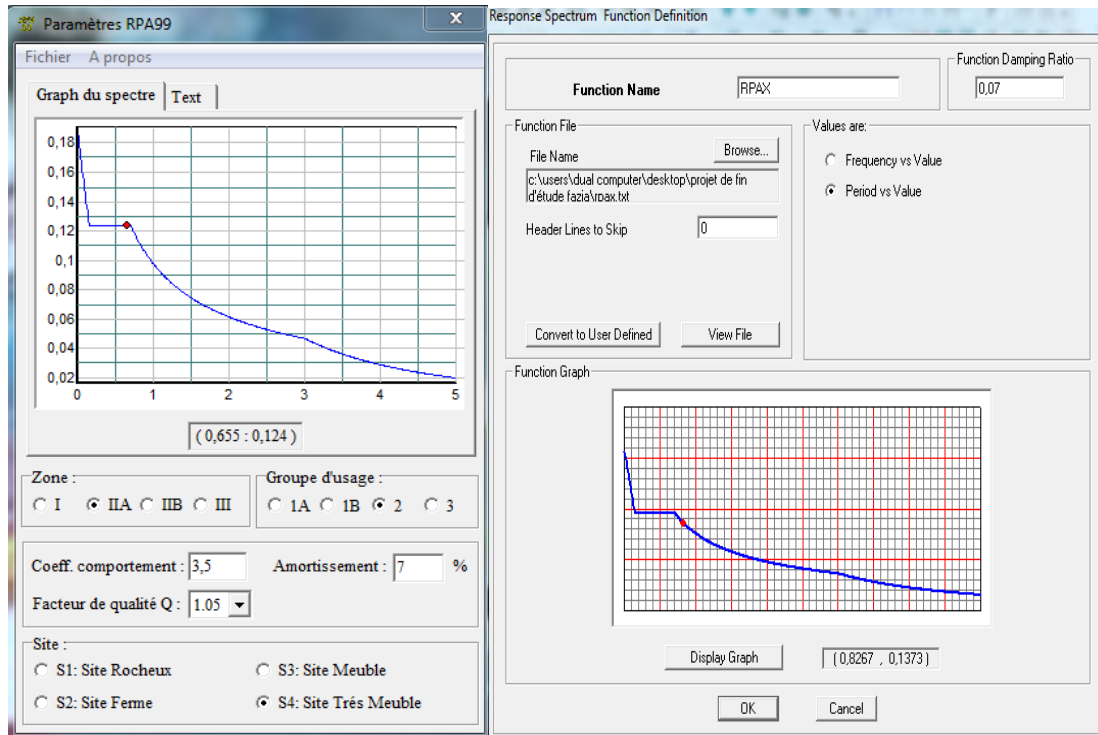 Paramètres RPA99
x
Fichier A propos
Graph du spectre Text
0,18
0,16
0,14
0,12
0,1
0,08
0,06
0,04
0,02
0 1 2 3 4 5
( 0,655 : 0,124 )
Zone :
I IIA IIB III
Groupe d'usage :
1A 1B 2 3
Coeff. comportement : 3,5
Amortissement : 7 %
Facteur de qualité Q : 1.05
Site :
S1: Site Rocheux
S3: Site Meuble
S2: Site Ferme
S4: Site Trés Meuble
Response Spectrum Function Definition
Function Name RPAX
Function Damping Ratio
0,07
Function File
File Name Browse...
c:\users\dual computer\desktop\projet de fin
d'étude fazia\rpax.txt
Header Lines to Skip 0
Convert to User Defined View File
Values are:
Frequency vs Value
Period vs Value
Function Graph
Display Graph ( 0,8267 , 0,1373 )
OK Cancel